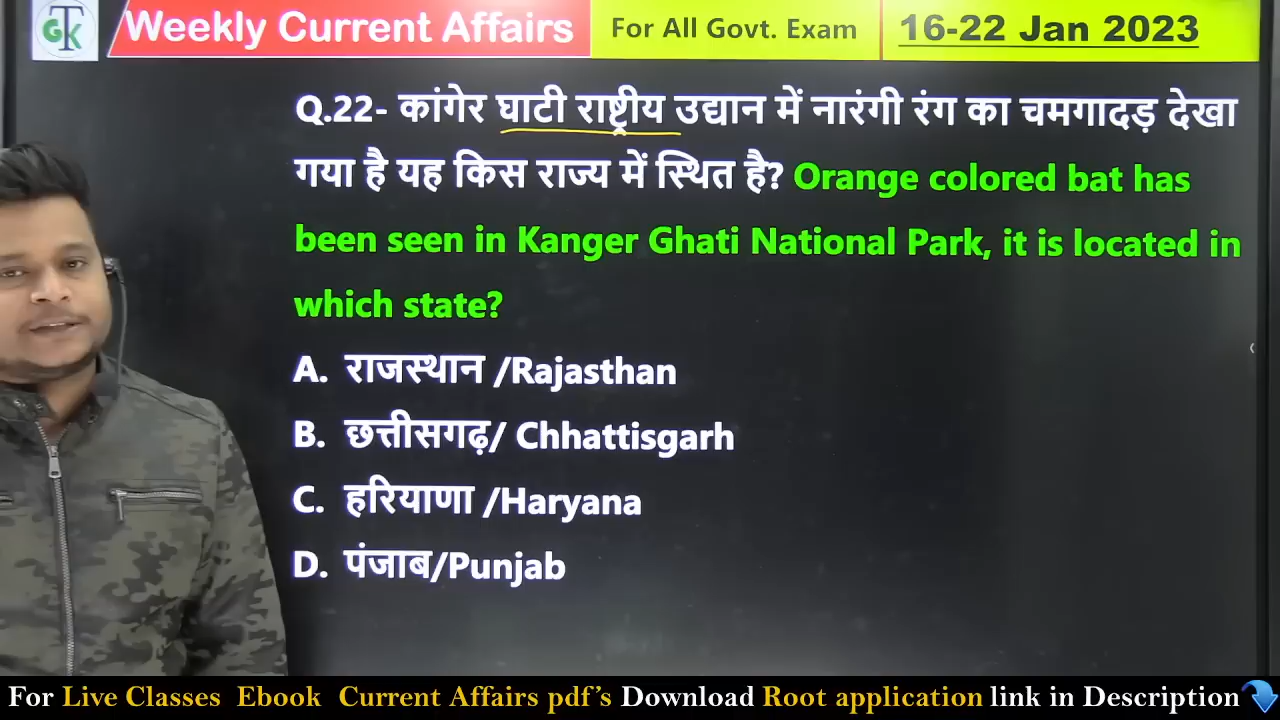 GTK
Weekly Current Affairs
For All Govt. Exam
16-22 Jan 2023
Q.22- कांगेर घाटी राष्ट्रीय उद्यान में नारंगी रंग का चमगादड़ देखा
गया है यह किस राज्य में स्थित है? Orange colored bat has
been seen in Kanger Ghati National Park, it is located in
which state?
A. राजस्थान /Rajasthan
B. छत्तीसगढ़/ Chhattisgarh
C. हरियाणा /Haryana
D. पंजाब/Punjab
For Live Classes Ebook Current Affairs pdf's Download Root application link in Description